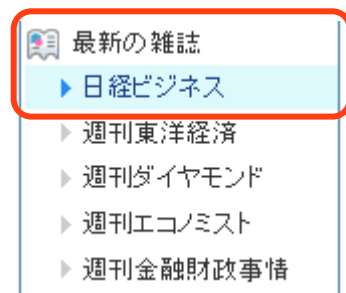 最新の雑誌
日経ビジネス
週刊東洋経済
週刊ダイヤモンド
週刊エコノミスト
週刊金融財政事情